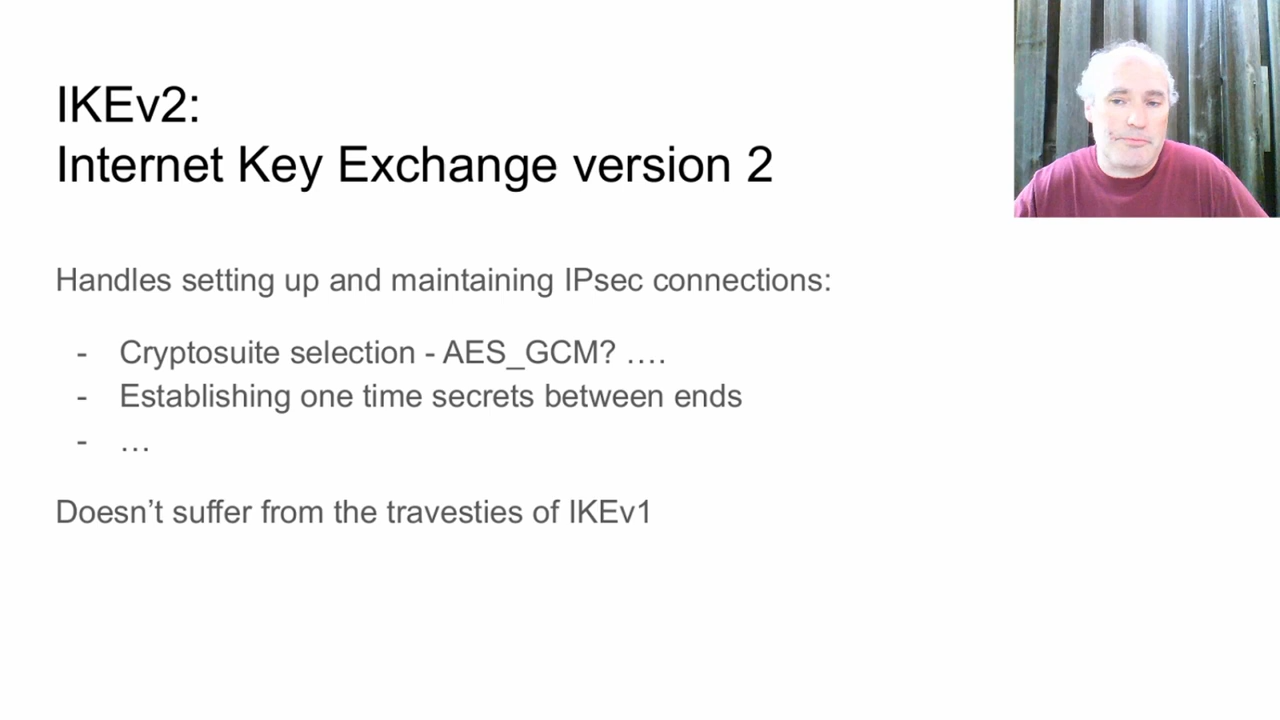 IKEv2:
Internet Key Exchange version 2
Handles setting up and maintaining IPsec connections:
- Cryptosuite selection - AES_GCM? ….
- Establishing one time secrets between ends
- …
Doesn’t suffer from the travesties of IKEv1